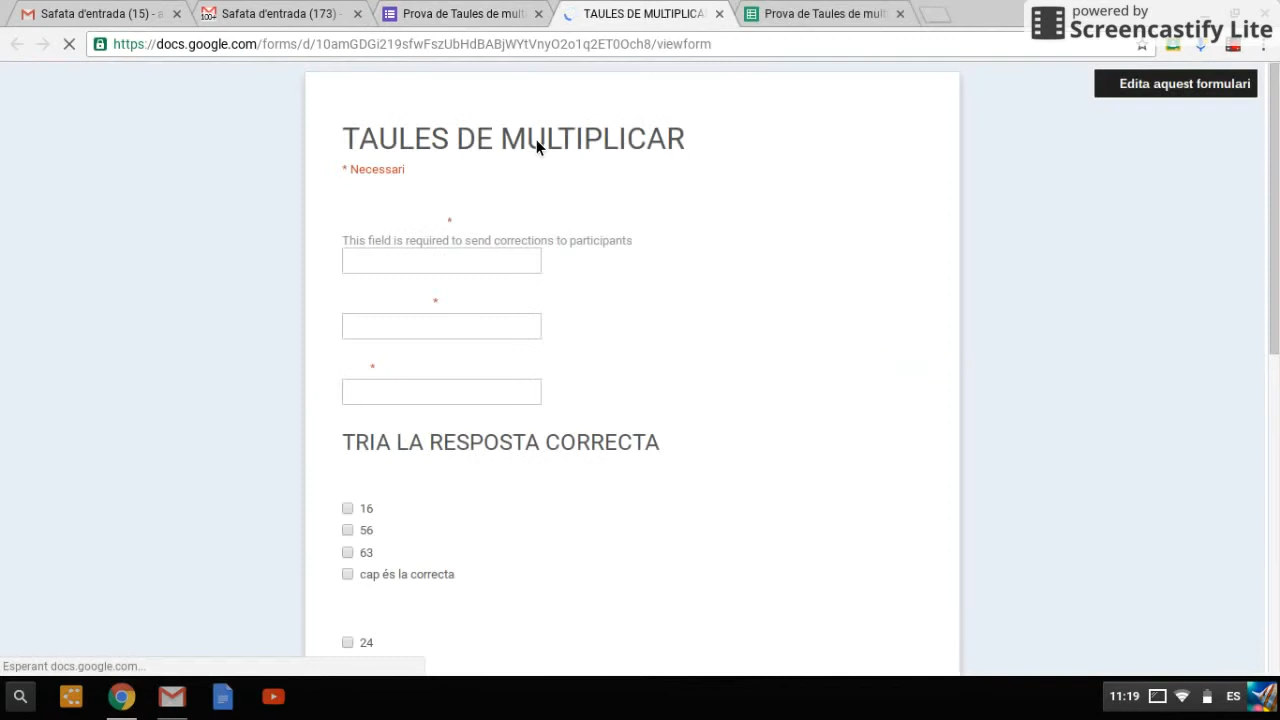 Safata d'entrada (15) - a
Safata d'entrada (173)
Prova de Taules de mult
TAULES DE MULTIPLICA
Prova de Taules de mult
powered by
Screencastify Lite
https://docs.google.com/forms/d/10amGDGi219sfwFszUbHdBABjWYtVnyO2o1q2ET0Och8/viewform
Edita aquest formulari
TAULES DE MULTIPLICAR
* Necessari
*
This field is required to send corrections to participants
*
*
TRIA LA RESPOSTA CORRECTA
16
56
63
cap és la correcta
24
Esperant docs.google.com...
11:19
ES